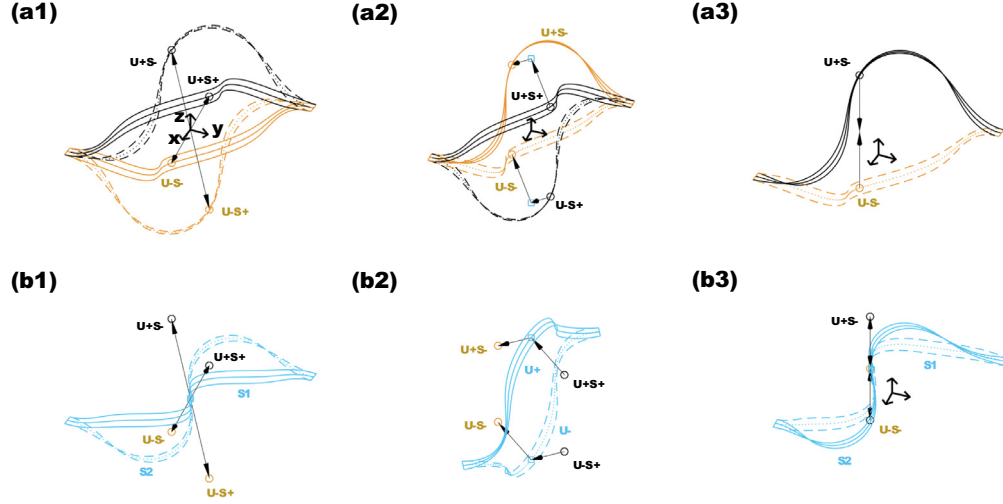 (a1)
(a2)
(a3)
U+S-
U+S+
z
x
y
U-S-
U-S+
U+S-
U+S+
U-S-
U-S+
U+S-
U-S-
(b1)
(b2)
(b3)
U+S-
U+S+
S1
U-S-
S2
U-S+
U+S-
U+
U+S+
U-S-
U-
U-S+
U+S-
S1
U-S-
S2